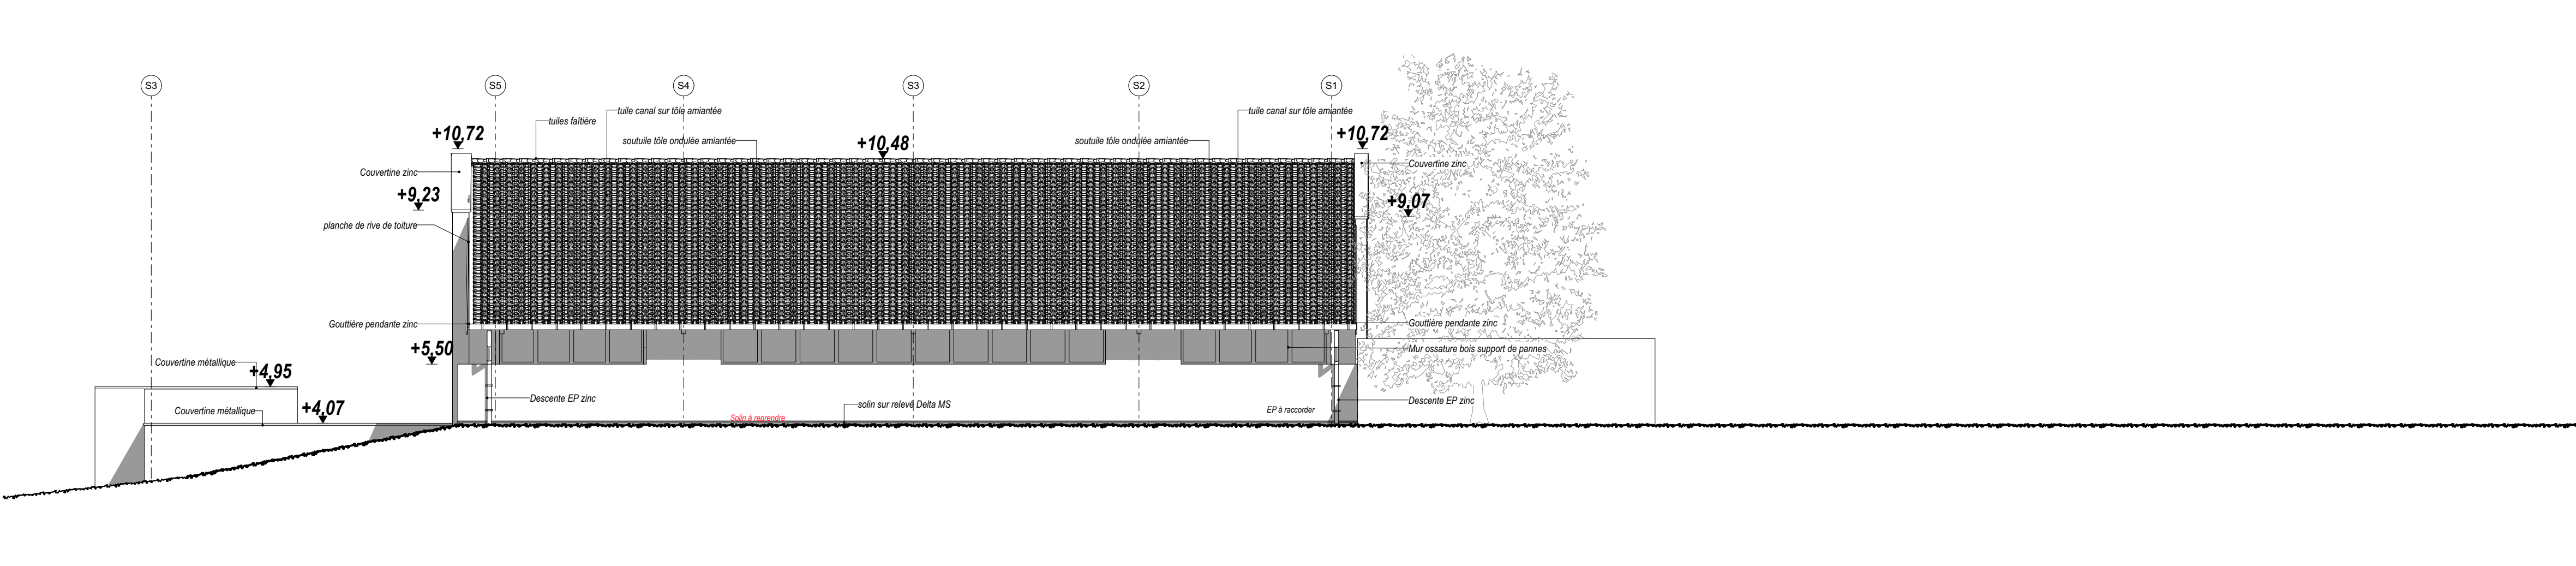 S3
S5
S4
S3
S2
S1
tuile canal sur tôle amiantée
tuile canal sur tôle amiantée
tuiles faîtière
+10,72
+10,72
soutuile tôle ondulée amiantée
+10,48
soutuile tôle ondulée amiantée
Couvertine zinc
Couvertine zinc
+9,23
+9,07
planche de rive de toiture
Gouttière pendante zinc
Gouttière pendante zinc
+5,50
Mur ossature bois support de pannes
Couvertine métallique
+4,95
Descente EP zinc
Descente EP zinc
+4,07
Couvertine métallique
solin sur relevé Delta MS
EP à raccorder
Solin à reprendre